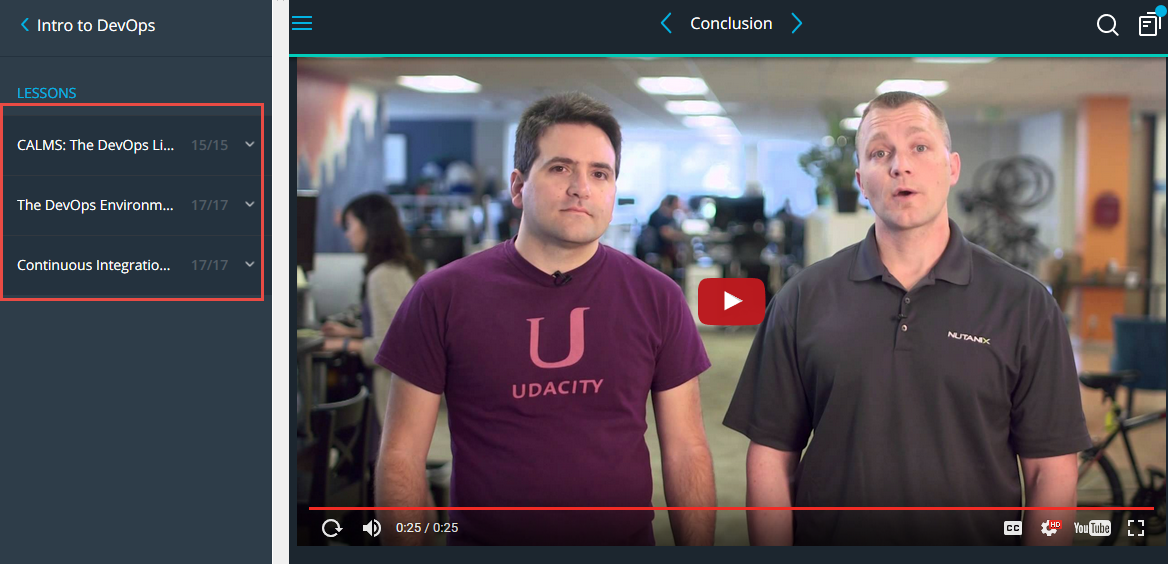 Intro to DevOps
Conclusion
LESSONS
CALMS: The DevOps Li... 15/15
The DevOps Environm... 17/17
Continuous Integratio... 17/17
U
UDACITY
NUTANIX
0:25 / 0:25
CC
HD
YouTube